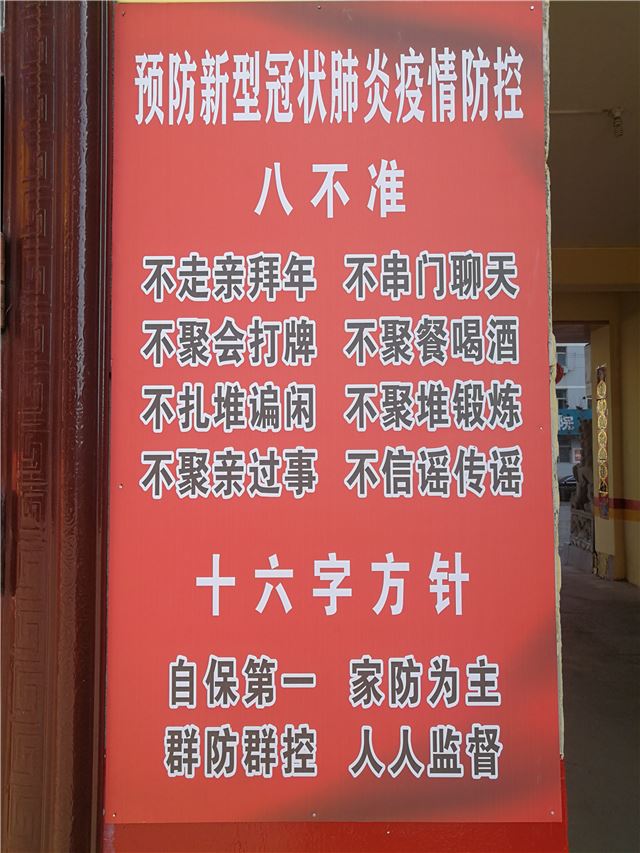 预防新型冠状肺炎疫情防控
八不准
不走亲拜年 不串门聊天
不聚会打牌 不聚餐喝酒
不扎堆谝闲 不聚堆锻炼
不聚亲过事 不信谣传谣
十六字方针
自保第一 家防为主
群防群控 人人监督
院